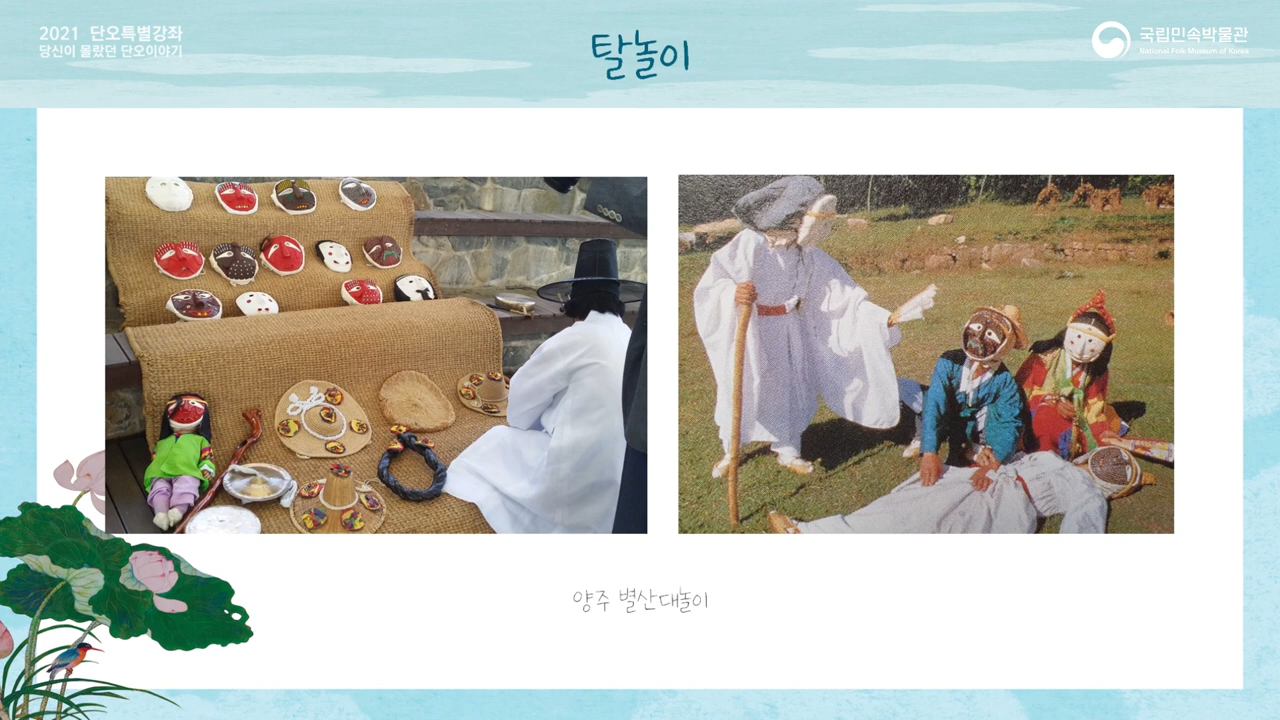 2021 단오특별강좌
당신이 몰랐던 단오이야기
탈놀이
국립민속박물관
National Folk Museum of Korea
양주 별산대놀이